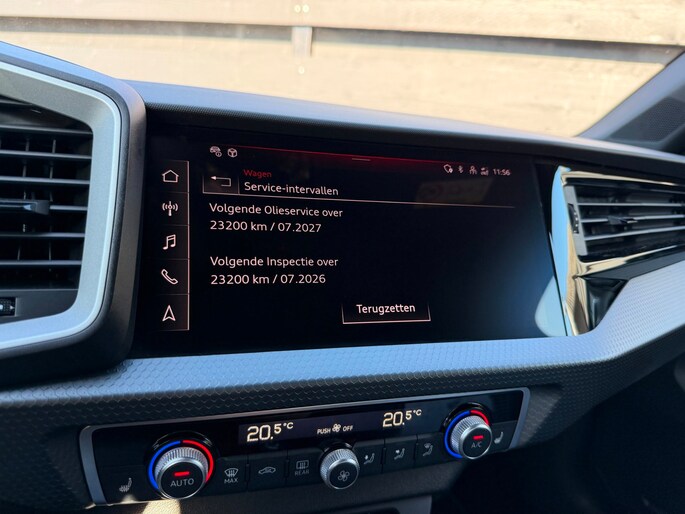 11:56
Wagen
Service-intervallen
Volgende Olieservice over
23200 km / 07.2027
Volgende Inspectie over
23200 km / 07.2026
Terugzetten
20.5°C
PUSH OFF
20.5°C
AUTO
MAX
REAR
A/C